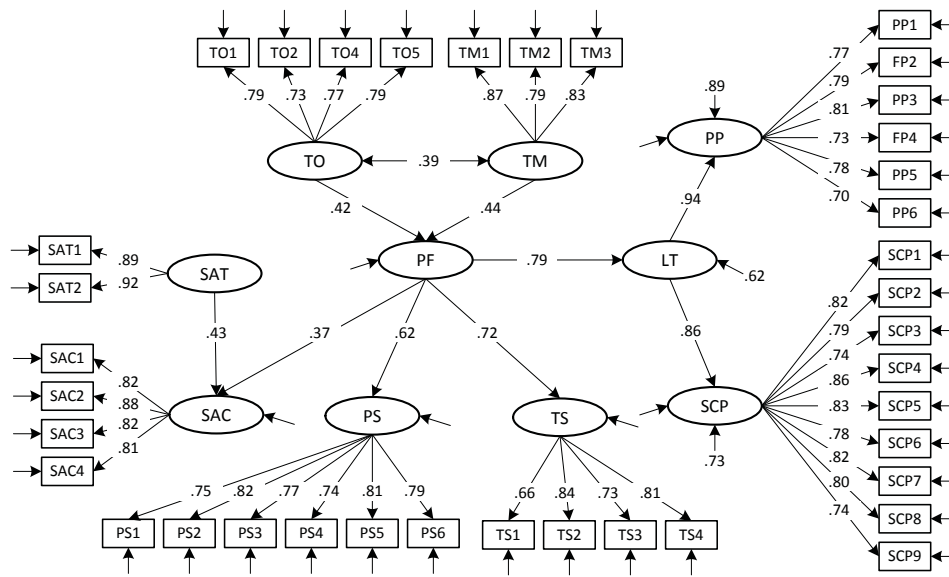 TO1 TO2 TO4 TO5 TM1 TM2 TM3 PP1
.77
FP2
.79 .73 .77 .79 .87 .79 .83 .79
.89 .81 PP3
.73 FP4
TO .39 TM PP
.78 PP5
.70
.94 PP6
.42 .44
SAT1 SCP1
.89 PF .79 LT
SAT .62
SAT2 .92 .82 SCP2
.79
.43 .37 .62 .72 .86 .74 SCP3
SAC1
.82 .86 SCP4
SAC2 .88
SAC PS TS SCP .83 SCP5
SAC3 .82
.78 SCP6
SAC4 .81 .73
.82 SCP7
.75 .82 .77 .74 .81 .79 .66 .84 .73 .81 .80
.74 SCP8
PS1 PS2 PS3 PS4 PS5 PS6 TS1 TS2 TS3 TS4
SCP9